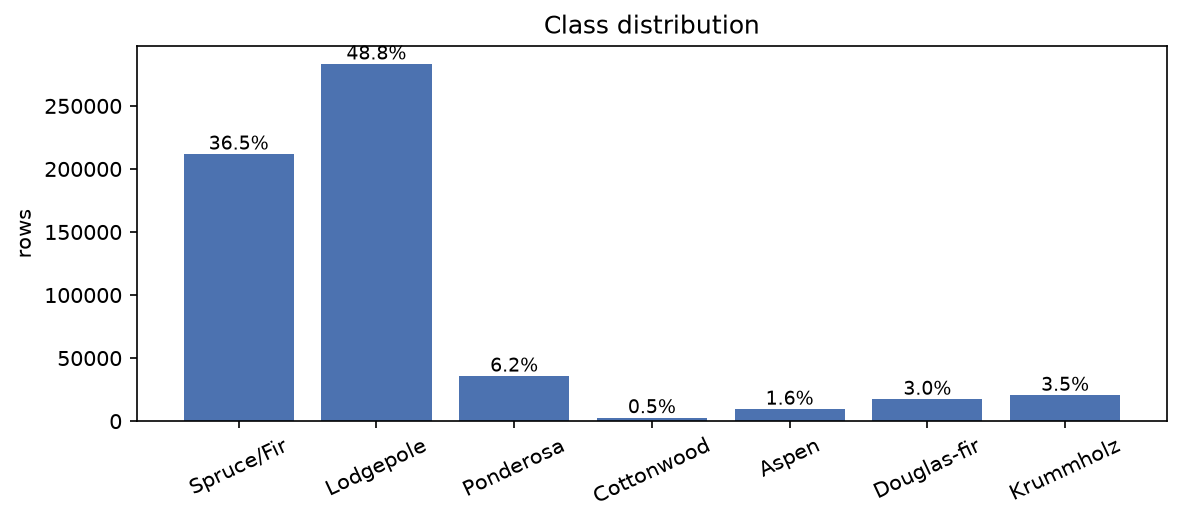 Class distribution
rows
250000
200000
150000
100000
50000
0
48.8%
36.5%
6.2%
0.5%
1.6%
3.0%
3.5%
Spruce/Fir
Lodgepole
Ponderosa
Cottonwood
Aspen
Douglas-fir
Krummholz